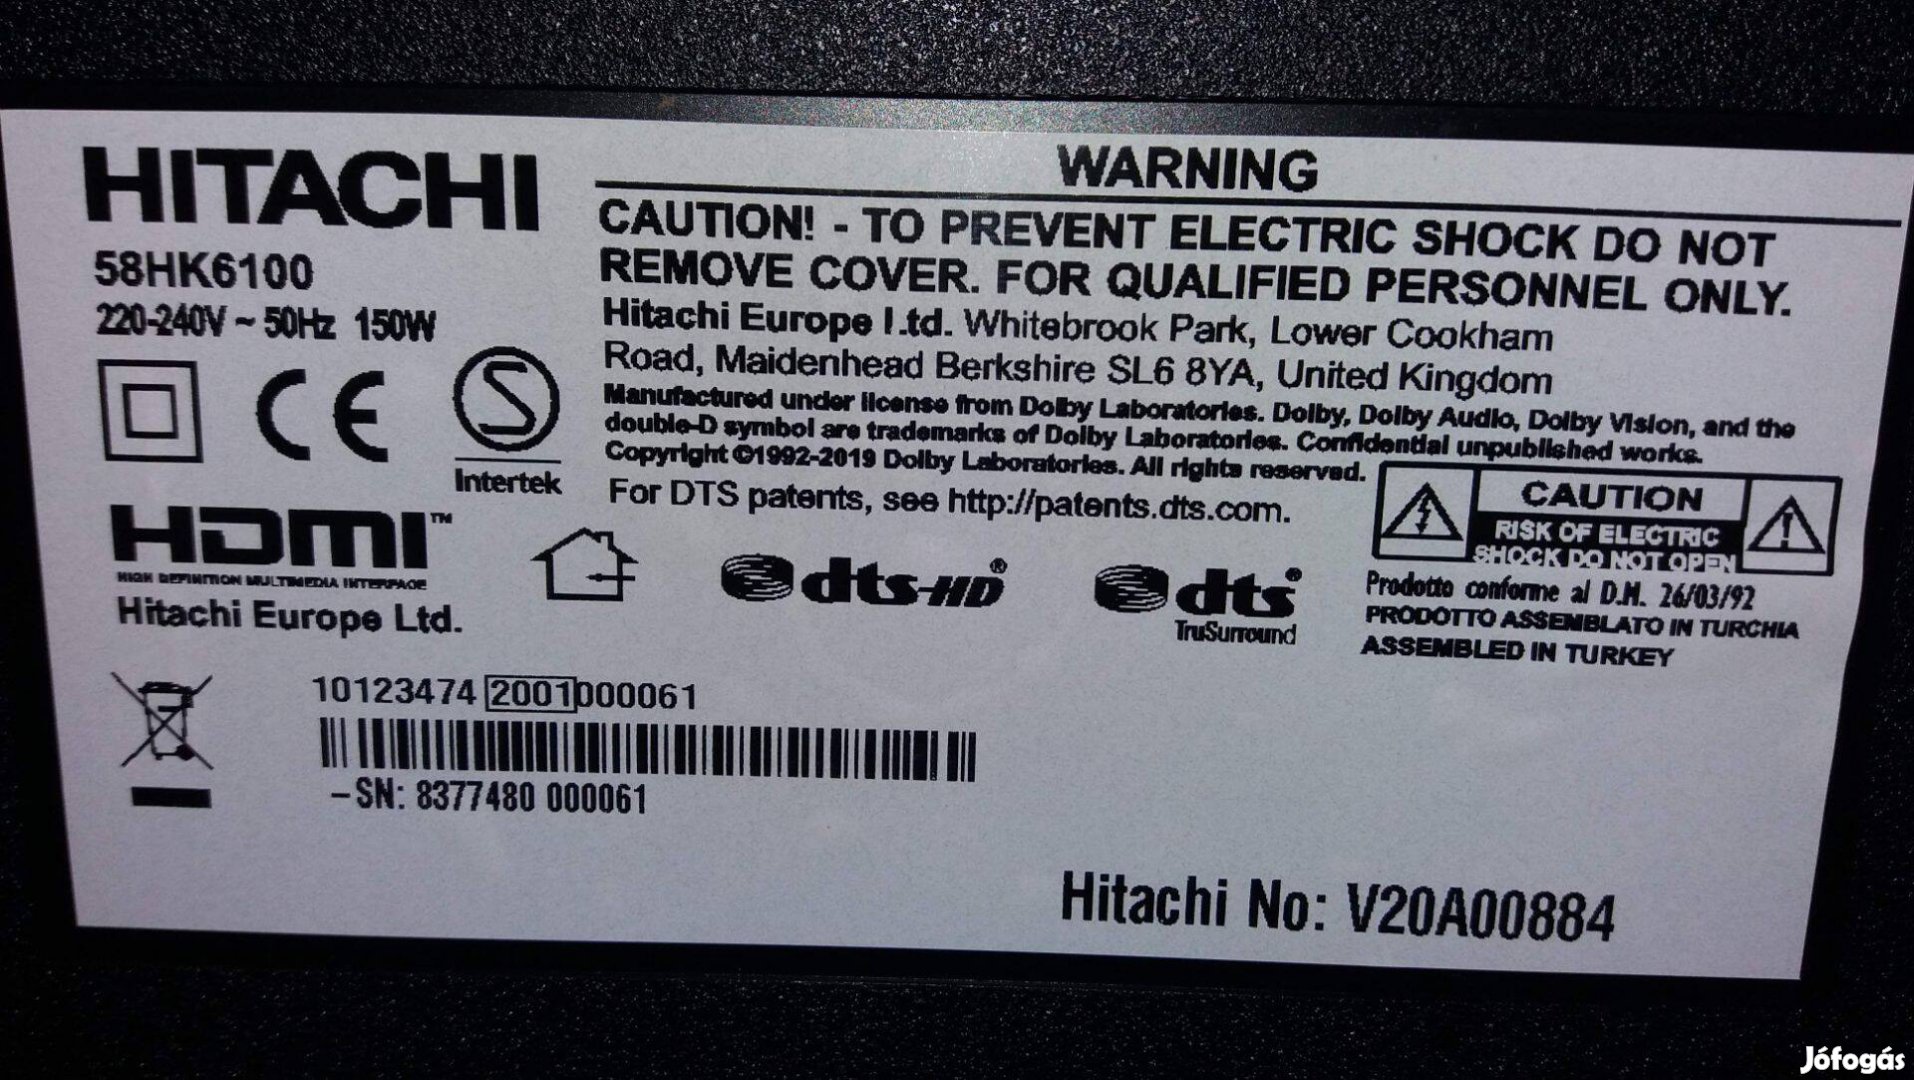 HITACHI
58HK6100
220-240V ~ 50Hz 150W
CE
S
Intertek
HDMI™
HIGH DEFINITION MULTIMEDIA INTERFACE
Hitachi Europe Ltd.
WARNING
CAUTION! - TO PREVENT ELECTRIC SHOCK DO NOT
REMOVE COVER. FOR QUALIFIED PERSONNEL ONLY.
Hitachi Europe Ltd. Whitebrook Park, Lower Cookham
Road, Maidenhead Berkshire SL6 8YA, United Kingdom
Manufactured under license from Dolby Laboratories. Dolby, Dolby Audio, Dolby Vision, and the
double-D symbol are trademarks of Dolby Laboratories. Confidential unpublished works.
Copyright ©1992-2019 Dolby Laboratories. All rights reserved.
For DTS patents, see http://patents.dts.com.
CAUTION
RISK OF ELECTRIC
SHOCK DO NOT OPEN
dts-HD®
dts®
TruSurround
Prodotto conforme al D.M. 26/03/92
PRODOTTO ASSEMBLATO IN TURCHIA
ASSEMBLED IN TURKEY
10123474 2001000061
-SN: 8377480 000061
Hitachi No: V20A00884
Jófogás